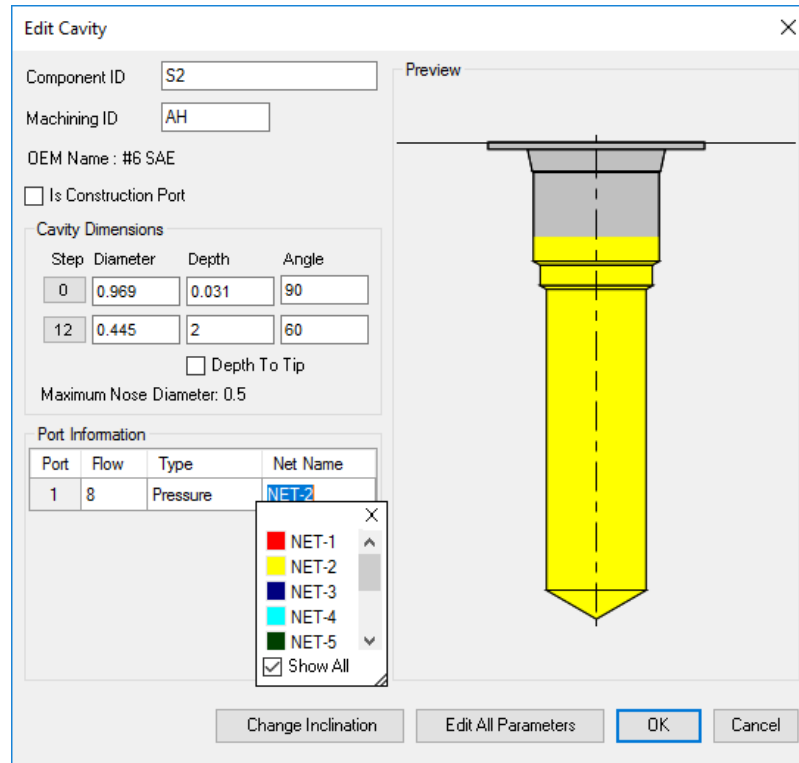 Edit Cavity
Component ID S2
Machining ID AH
OEM Name : #6 SAE
Is Construction Port
Cavity Dimensions
Step Diameter Depth Angle
0 0.969 0.031 90
12 0.445 2 60
Depth To Tip
Maximum Nose Diameter: 0.5
Port Information
Port Flow Type Net Name
1 8 Pressure NET-2
NET-1
NET-2
NET-3
NET-4
NET-5
Show All
Preview
Change Inclination Edit All Parameters OK Cancel